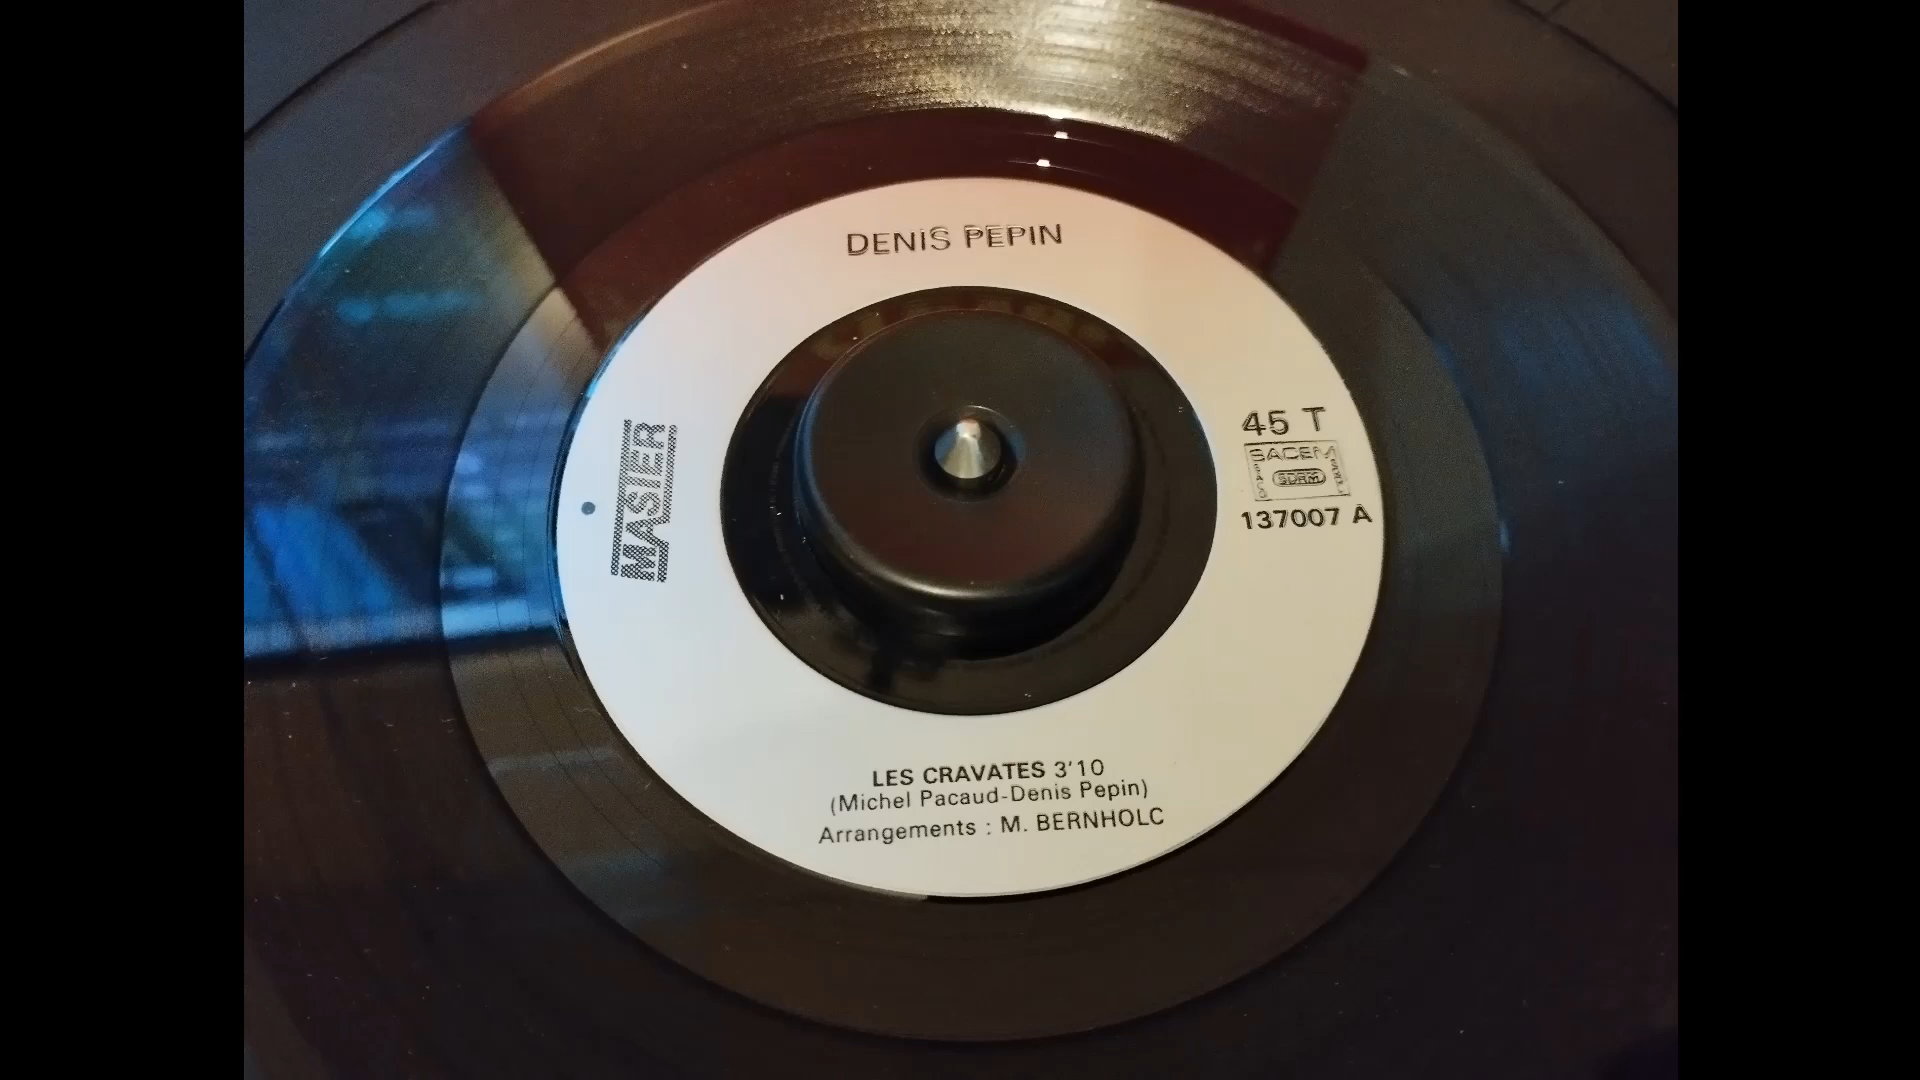 DENIS PEPIN
MASTER
45 T
SACEM
SDRM
137007 A
LES CRAVATES 3'10
(Michel Pacaud-Denis Pepin)
Arrangements : M. BERNHOLC